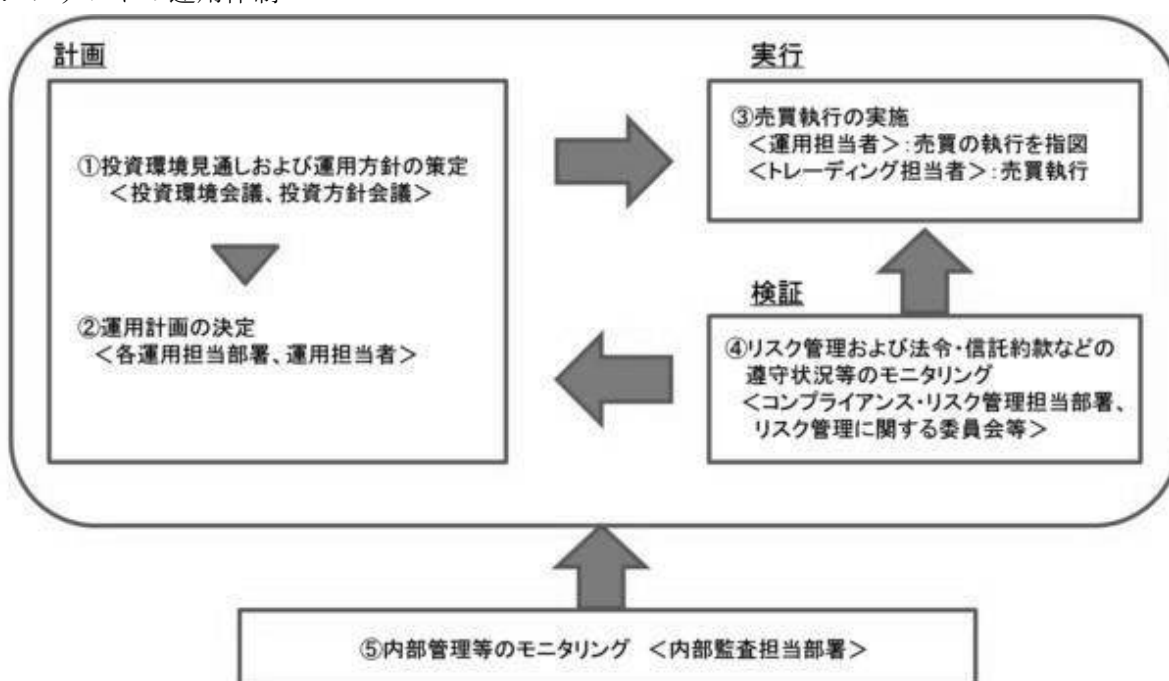 計画
①投資環境見通しおよび運用方針の策定
＜投資環境会議、投資方針会議＞
②運用計画の決定
＜各運用担当部署、運用担当者＞
実行
③売買執行の実施
＜運用担当者＞:売買の執行を指図
＜トレーディング担当者＞:売買執行
検証
④リスク管理および法令・信託約款などの
遵守状況等のモニタリング
＜コンプライアンス・リスク管理担当部署、
リスク管理に関する委員会等＞
⑤内部管理等のモニタリング ＜内部監査担当部署＞